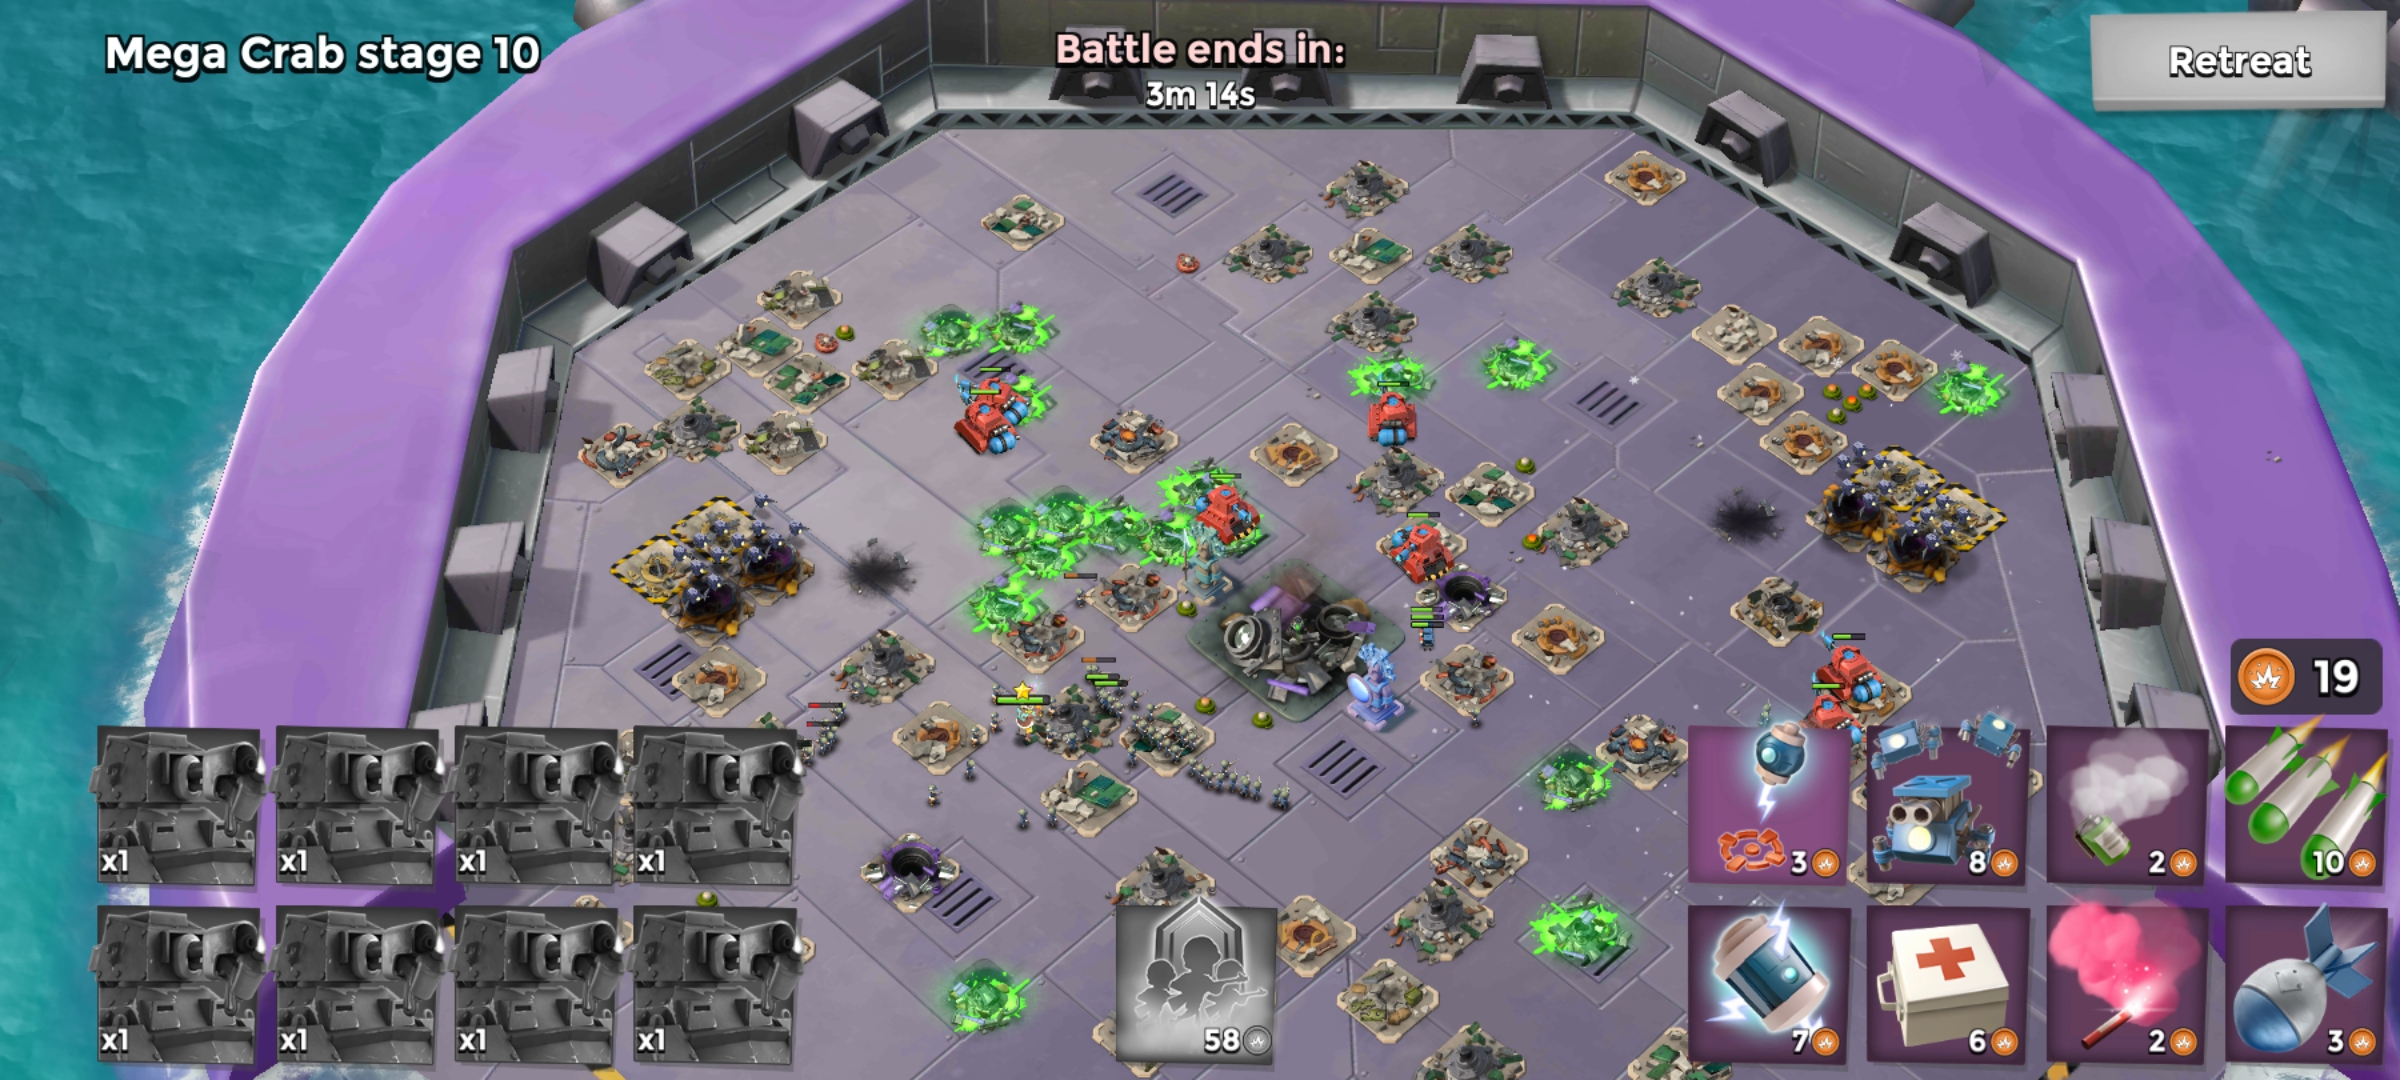 Mega Crab stage 10
Battle ends in:
3m 14s
Retreat
19
x1
x1
x1
x1
3
8
2
10
x1
x1
x1
x1
58
7
6
2
3